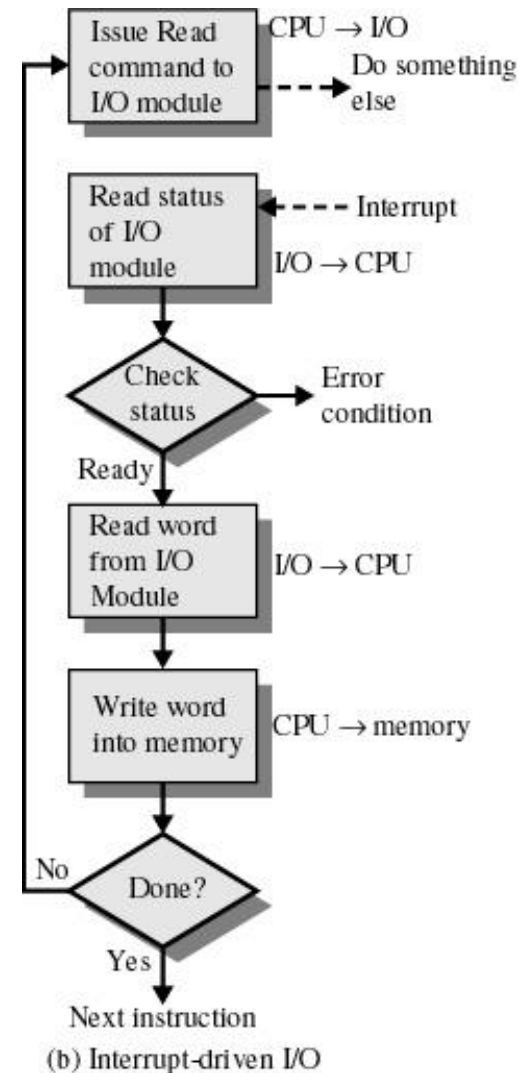 Issue Read
command to
I/O module
CPU → I/O
Do something
else
Read status
of I/O
module
Interrupt
I/O → CPU
Check
status
Error
condition
Ready
Read word
from I/O
Module
I/O → CPU
Write word
into memory
CPU → memory
No
Done?
Yes
Next instruction
(b) Interrupt-driven I/O